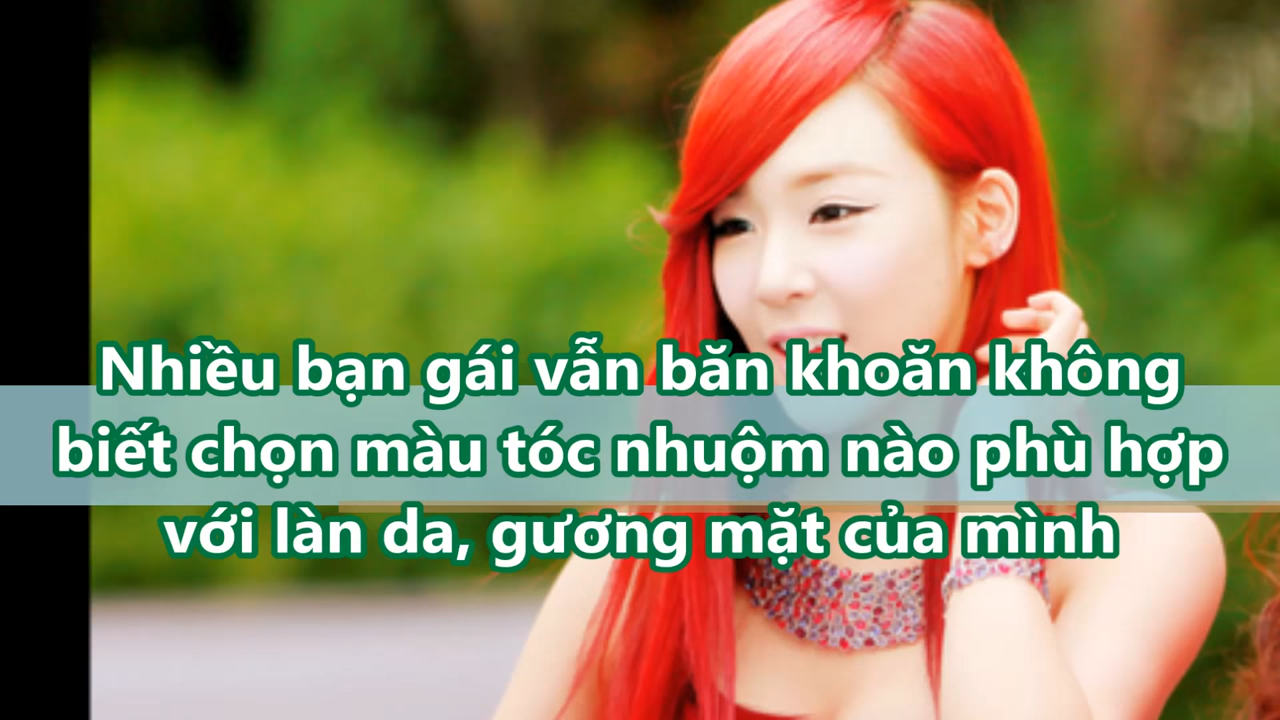 Nhiều bạn gái vẫn băn khoăn không
biết chọn màu tóc nhuộm nào phù hợp
với làn da, gương mặt của mình